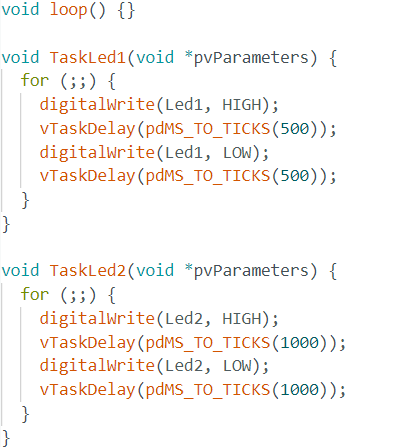 void loop() {}

void TaskLed1(void *pvParameters) {
  for (;;) {
    digitalWrite(Led1, HIGH);
    vTaskDelay(pdMS_TO_TICKS(500));
    digitalWrite(Led1, LOW);
    vTaskDelay(pdMS_TO_TICKS(500));
  }
}

void TaskLed2(void *pvParameters) {
  for (;;) {
    digitalWrite(Led2, HIGH);
    vTaskDelay(pdMS_TO_TICKS(1000));
    digitalWrite(Led2, LOW);
    vTaskDelay(pdMS_TO_TICKS(1000));
  }
}